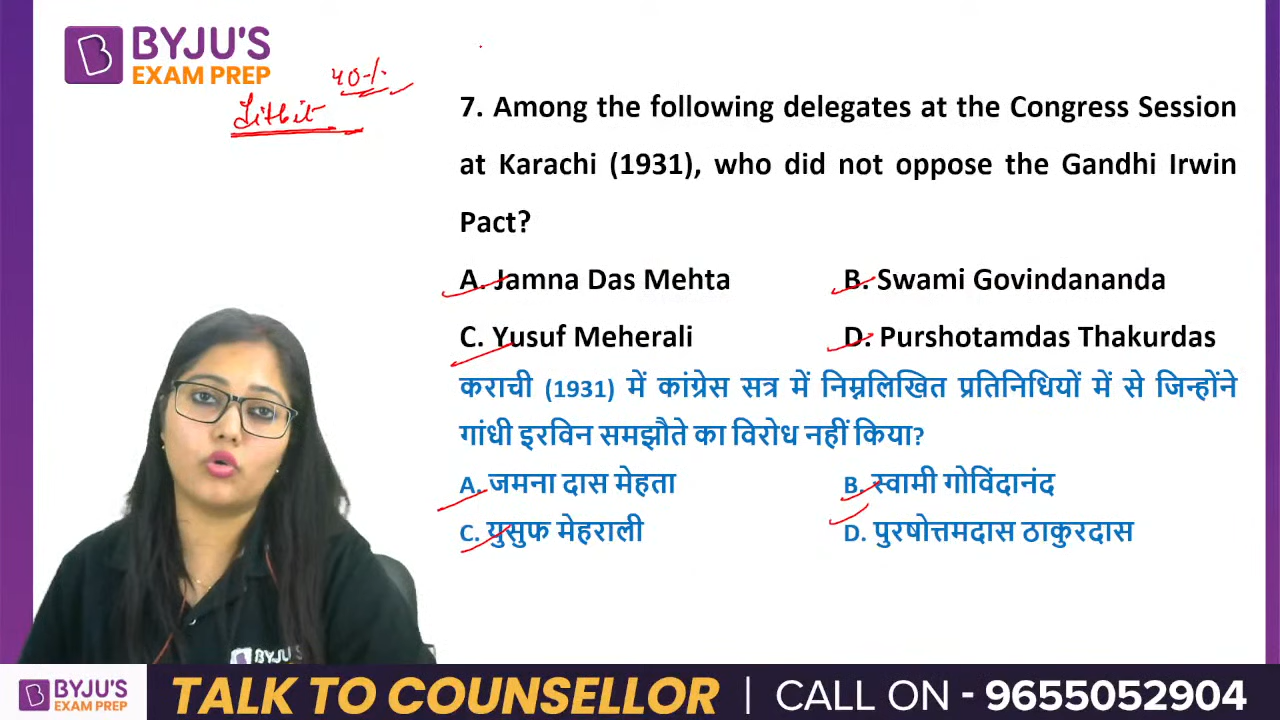 BYJU'S
EXAM PREP
40%
7. Among the following delegates at the Congress Session
at Karachi (1931), who did not oppose the Gandhi Irwin
Pact?
A. Jamna Das Mehta
B. Swami Govindananda
C. Yusuf Meherali
D. Purshotamdas Thakurdas
कराची (1931) में कांग्रेस सत्र में निम्नलिखित प्रतिनिधियों में से जिन्होंने
गांधी इरविन समझौते का विरोध नहीं किया?
A. जमना दास मेहता
B. स्वामी गोविंदानंद
C. युसुफ मेहराली
D. पुरषोत्तमदास ठाकुरदास
BYJU'S
BYJU'S
EXAM PREP
TALK TO COUNSELLOR | CALL ON - 9655052904